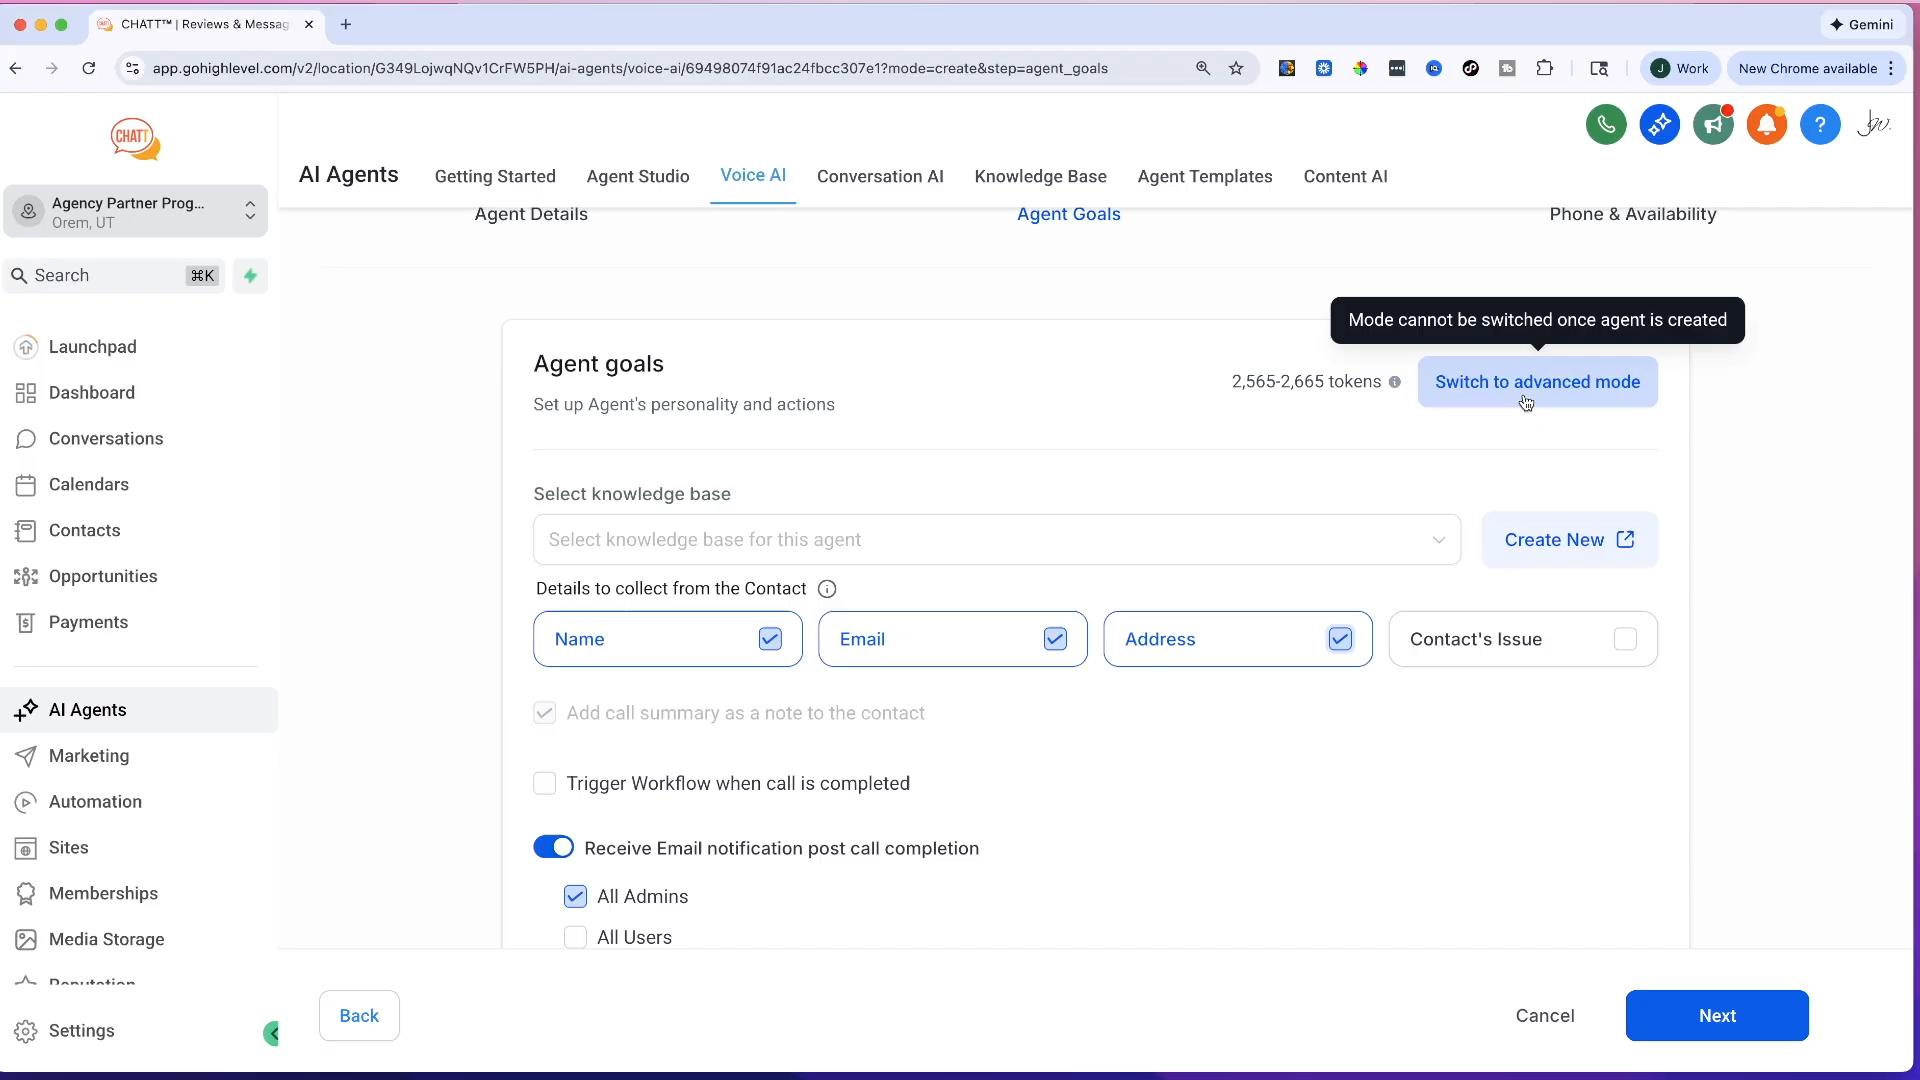 CHATT™ | Reviews & Messag
Gemini
app.gohighlevel.com/v2/location/G349LojwqNQv1CrFW5PH/ai-agents/voice-ai/69498074f91ac24fbcc307e1?mode=create&step=agent_goals
J Work
New Chrome available
CHATT
AI Agents
Getting Started
Agent Studio
Voice AI
Conversation AI
Knowledge Base
Agent Templates
Content AI
Agency Partner Prog...
Orem, UT
Search
⌘K
Launchpad
Dashboard
Conversations
Calendars
Contacts
Opportunities
Payments
AI Agents
Marketing
Automation
Sites
Memberships
Media Storage
Reputation
Settings
Agent Details
Agent Goals
Phone & Availability
Mode cannot be switched once agent is created
Agent goals
2,565-2,665 tokens
Switch to advanced mode
Set up Agent's personality and actions
Select knowledge base
Select knowledge base for this agent
Create New
Details to collect from the Contact
Name
Email
Address
Contact's Issue
Add call summary as a note to the contact
Trigger Workflow when call is completed
Receive Email notification post call completion
All Admins
All Users
Back
Cancel
Next